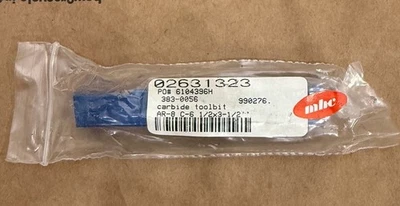 02631323
PO# 6104396H
383-0056 990276.
carbide toolbit
AR-8 C-6 1/2x3-1/2''
mhc